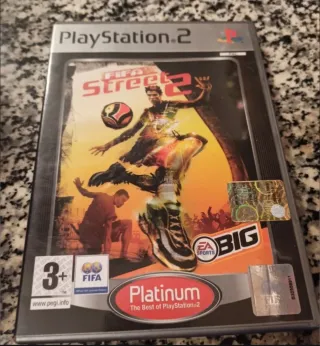 PlayStation®2
FIFA
Street 2
EA
SPORTS
BIG
3+
www.pegi.info
FIFA
Platinum
The Best of PlayStation®2